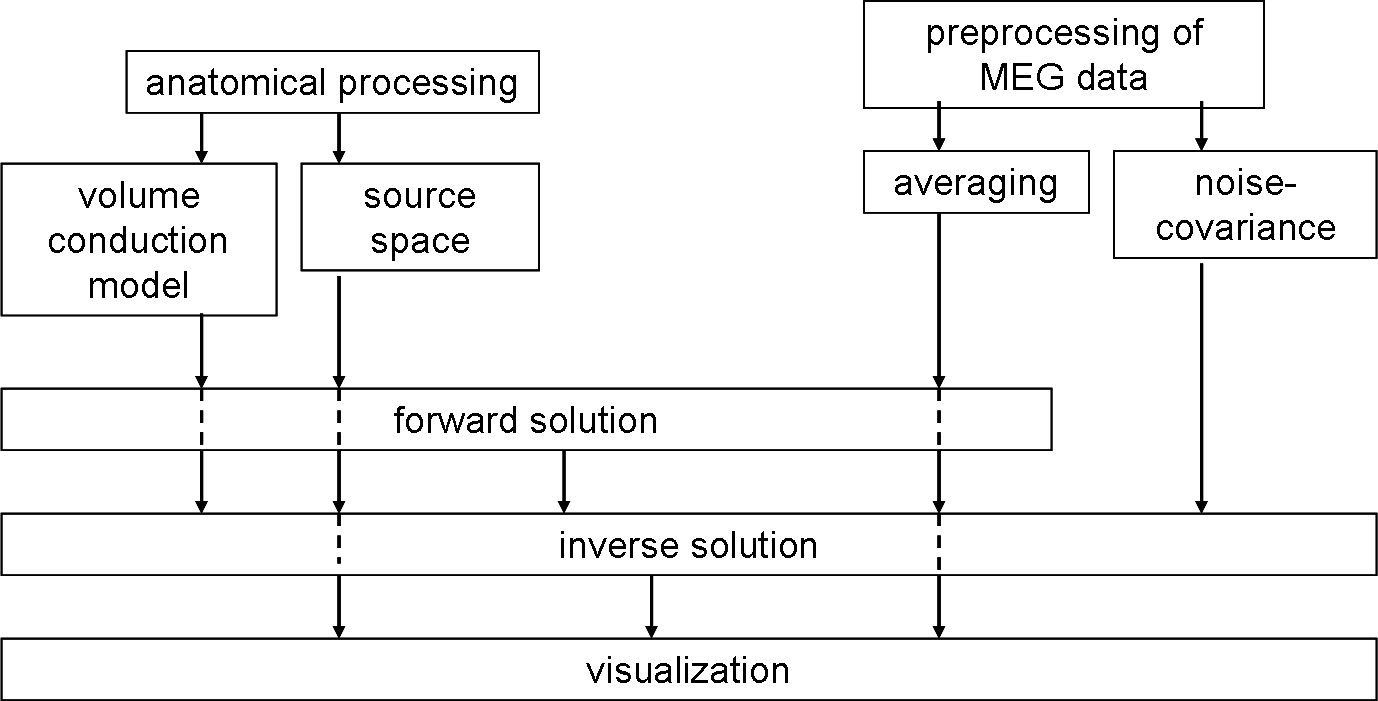 anatomical processing
preprocessing of
MEG data
volume
conduction
model
source
space
averaging
noise-
covariance
forward solution
inverse solution
visualization